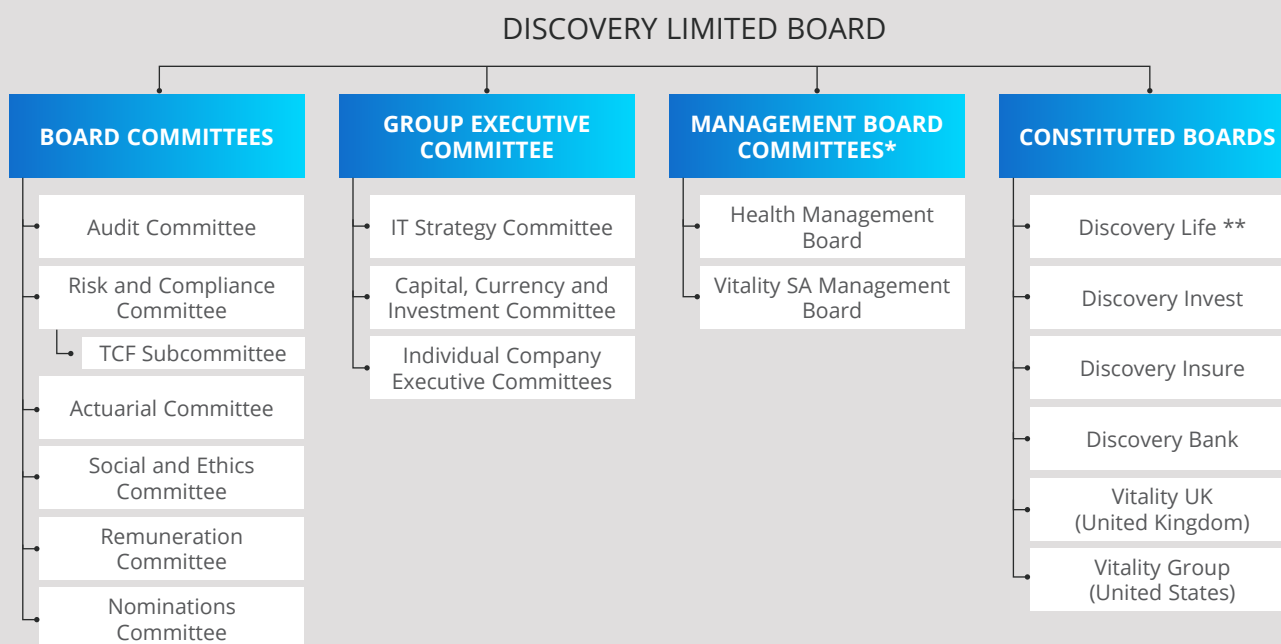 DISCOVERY LIMITED BOARD
BOARD COMMITTEES
Audit Committee
Risk and Compliance
Committee
TCF Subcommittee
Actuarial Committee
Social and Ethics
Committee
Remuneration
Committee
Nominations
Committee
GROUP EXECUTIVE
COMMITTEE
IT Strategy Committee
Capital, Currency and
Investment Committee
Individual Company
Executive Committees
MANAGEMENT BOARD
COMMITTEES*
Health Management
Board
Vitality SA Management
Board
CONSTITUTED BOARDS
Discovery Life **
Discovery Invest
Discovery Insure
Discovery Bank
Vitality UK
(United Kingdom)
Vitality Group
(United States)